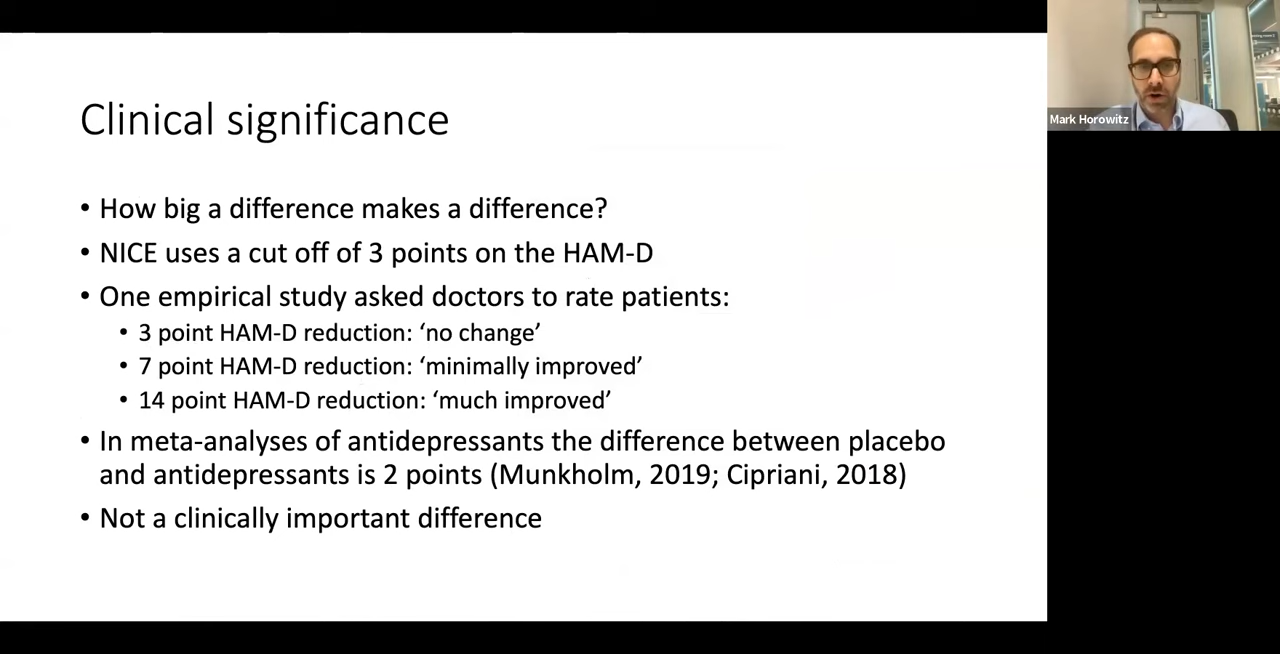 Clinical significance
• How big a difference makes a difference?
• NICE uses a cut off of 3 points on the HAM-D
• One empirical study asked doctors to rate patients:
• 3 point HAM-D reduction: ‘no change’
• 7 point HAM-D reduction: ‘minimally improved’
• 14 point HAM-D reduction: ‘much improved’
• In meta-analyses of antidepressants the difference between placebo
and antidepressants is 2 points (Munkholm, 2019; Cipriani, 2018)
• Not a clinically important difference
Mark Horowitz